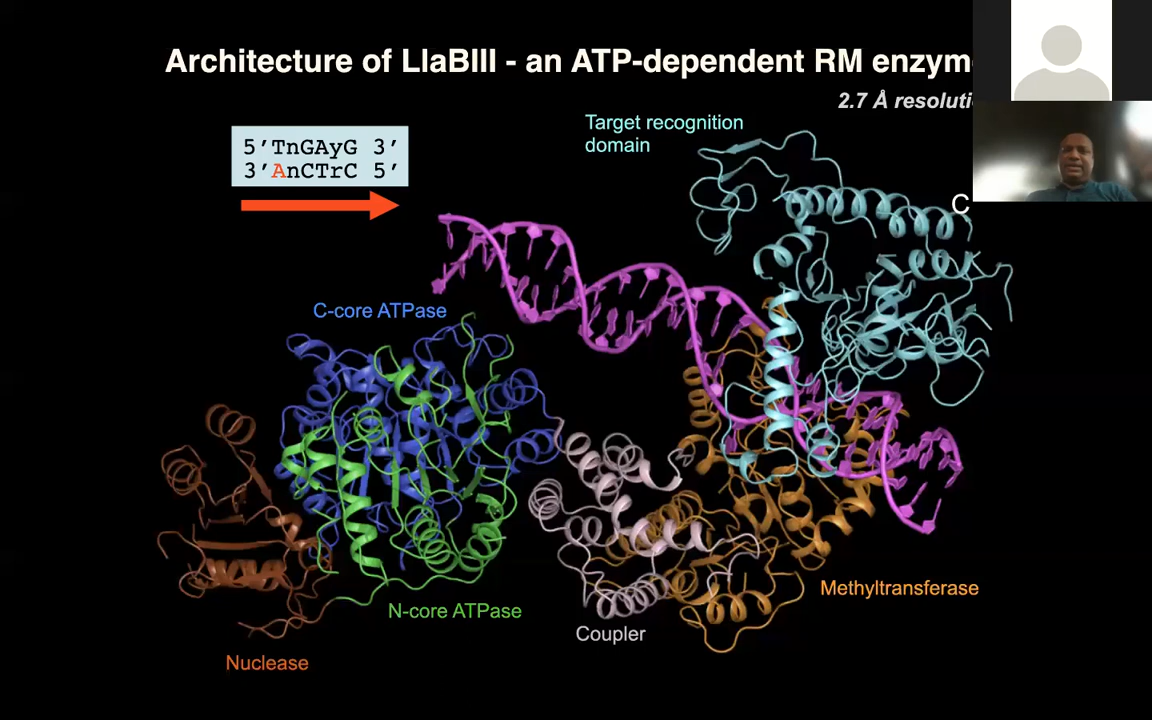 Architecture of LlaBIII - an ATP-dependent RM enzym
2.7 Å resoluti
Target recognition
domain
5’TnGAyG 3’
3’AnCTrC 5’
C
C-core ATPase
N-core ATPase
Methyltransferase
Coupler
Nuclease